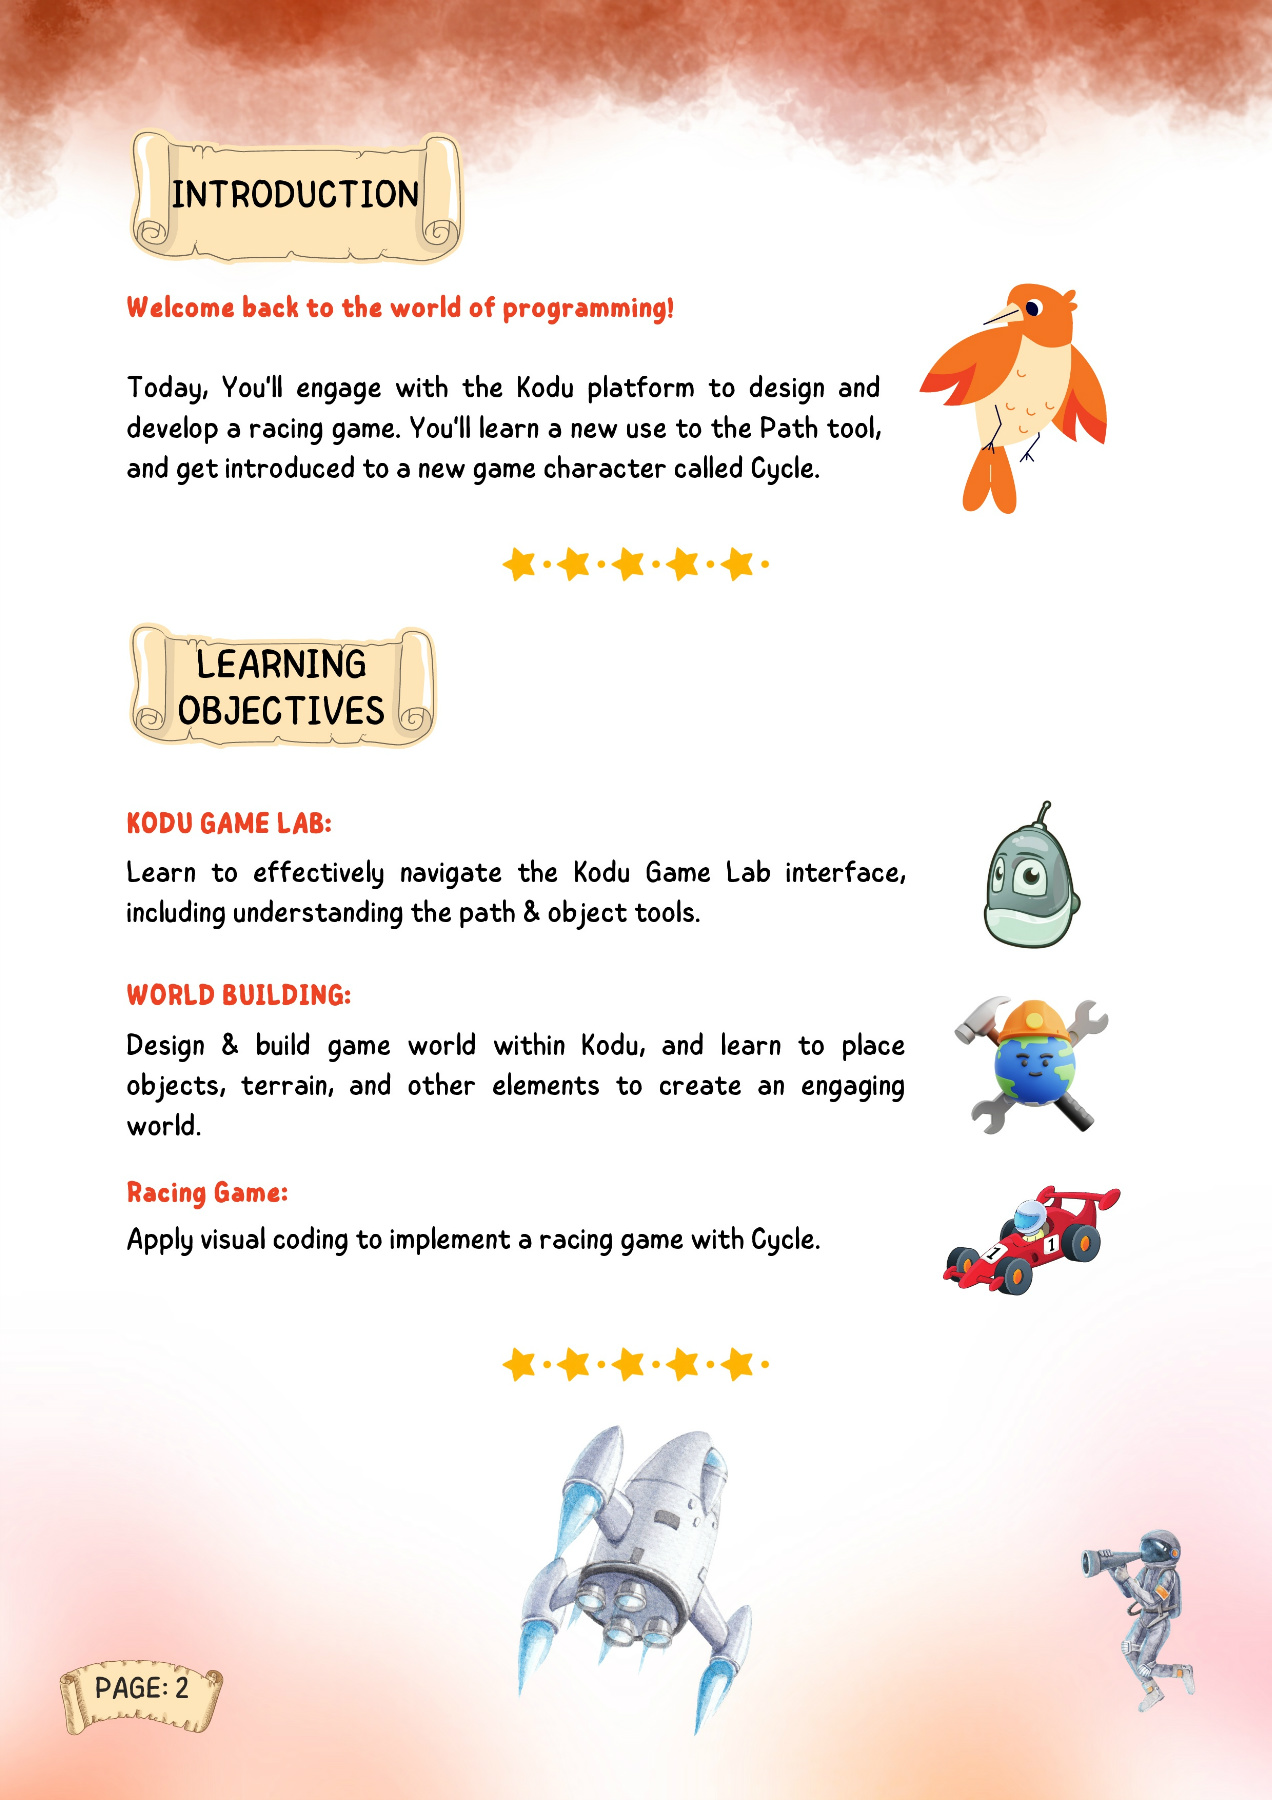 INTRODUCTION
Welcome back to the world of programming!
Today, You'll engage with the Kodu platform to design and
develop a racing game. You'll learn a new use to the Path tool,
and get introduced to a new game character called Cycle.
LEARNING
OBJECTIVES
KODU GAME LAB:
Learn to effectively navigate the Kodu Game Lab interface,
including understanding the path & object tools.
WORLD BUILDING:
Design & build game world within Kodu, and learn to place
objects, terrain, and other elements to create an engaging
world.
Racing Game:
Apply visual coding to implement a racing game with Cycle.
1
1
PAGE: 2